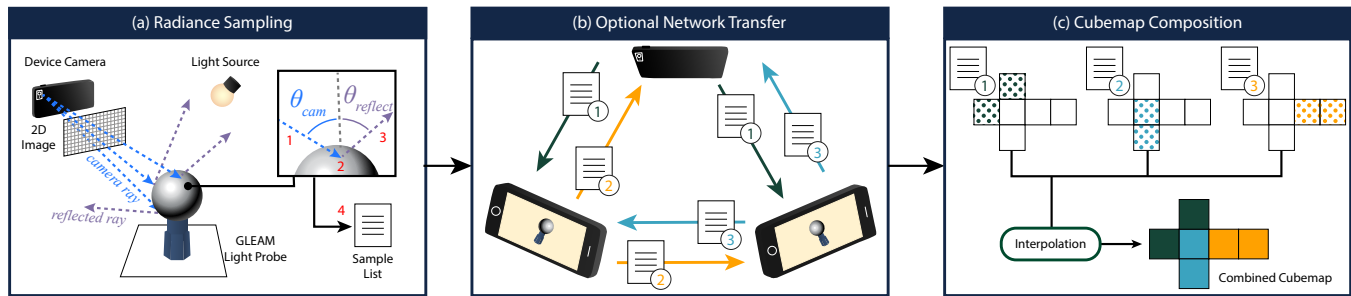 (a) Radiance Sampling
Device Camera
Light Source
2D
Image
camera ray
reflected ray
θcam
θreflect
1
2
3
4
GLEAM
Light Probe
Sample
List
(b) Optional Network Transfer
1
2
1
3
3
2
(c) Cubemap Composition
1
2
3
Interpolation
Combined Cubemap